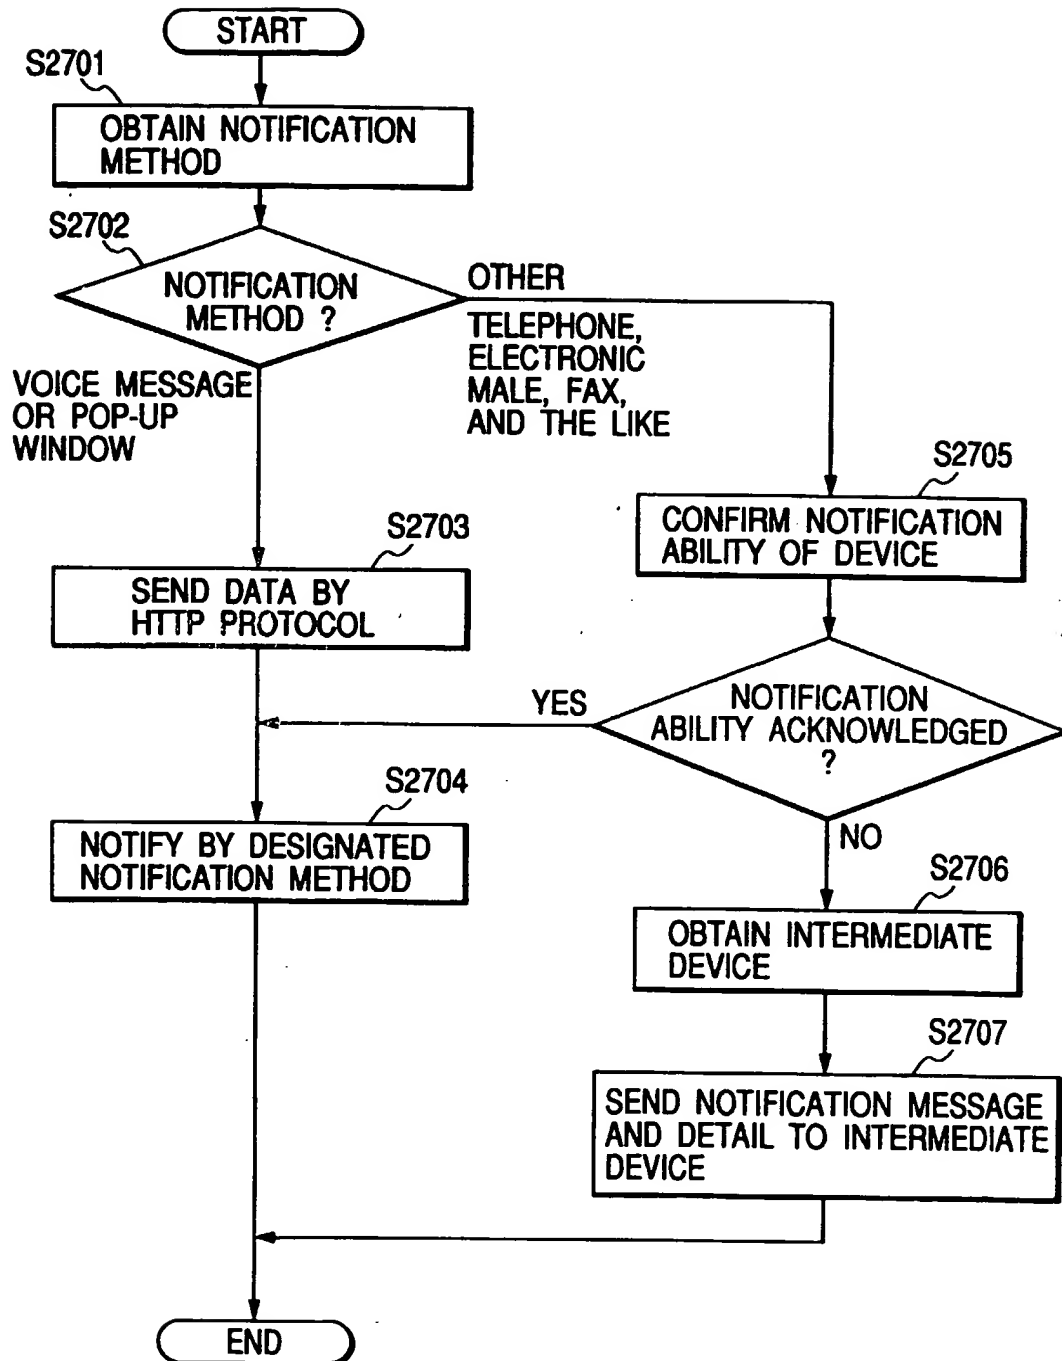 START
S2701
OBTAIN NOTIFICATION
METHOD
S2702
NOTIFICATION
METHOD ?
OTHER
TELEPHONE,
ELECTRONIC
MALE, FAX,
AND THE LIKE
VOICE MESSAGE
OR POP-UP
WINDOW
S2703
SEND DATA BY
HTTP PROTOCOL
S2705
CONFIRM NOTIFICATION
ABILITY OF DEVICE
NOTIFICATION
ABILITY ACKNOWLEDGED
?
YES
NO
S2704
NOTIFY BY DESIGNATED
NOTIFICATION METHOD
S2706
OBTAIN INTERMEDIATE
DEVICE
S2707
SEND NOTIFICATION MESSAGE
AND DETAIL TO INTERMEDIATE
DEVICE
END